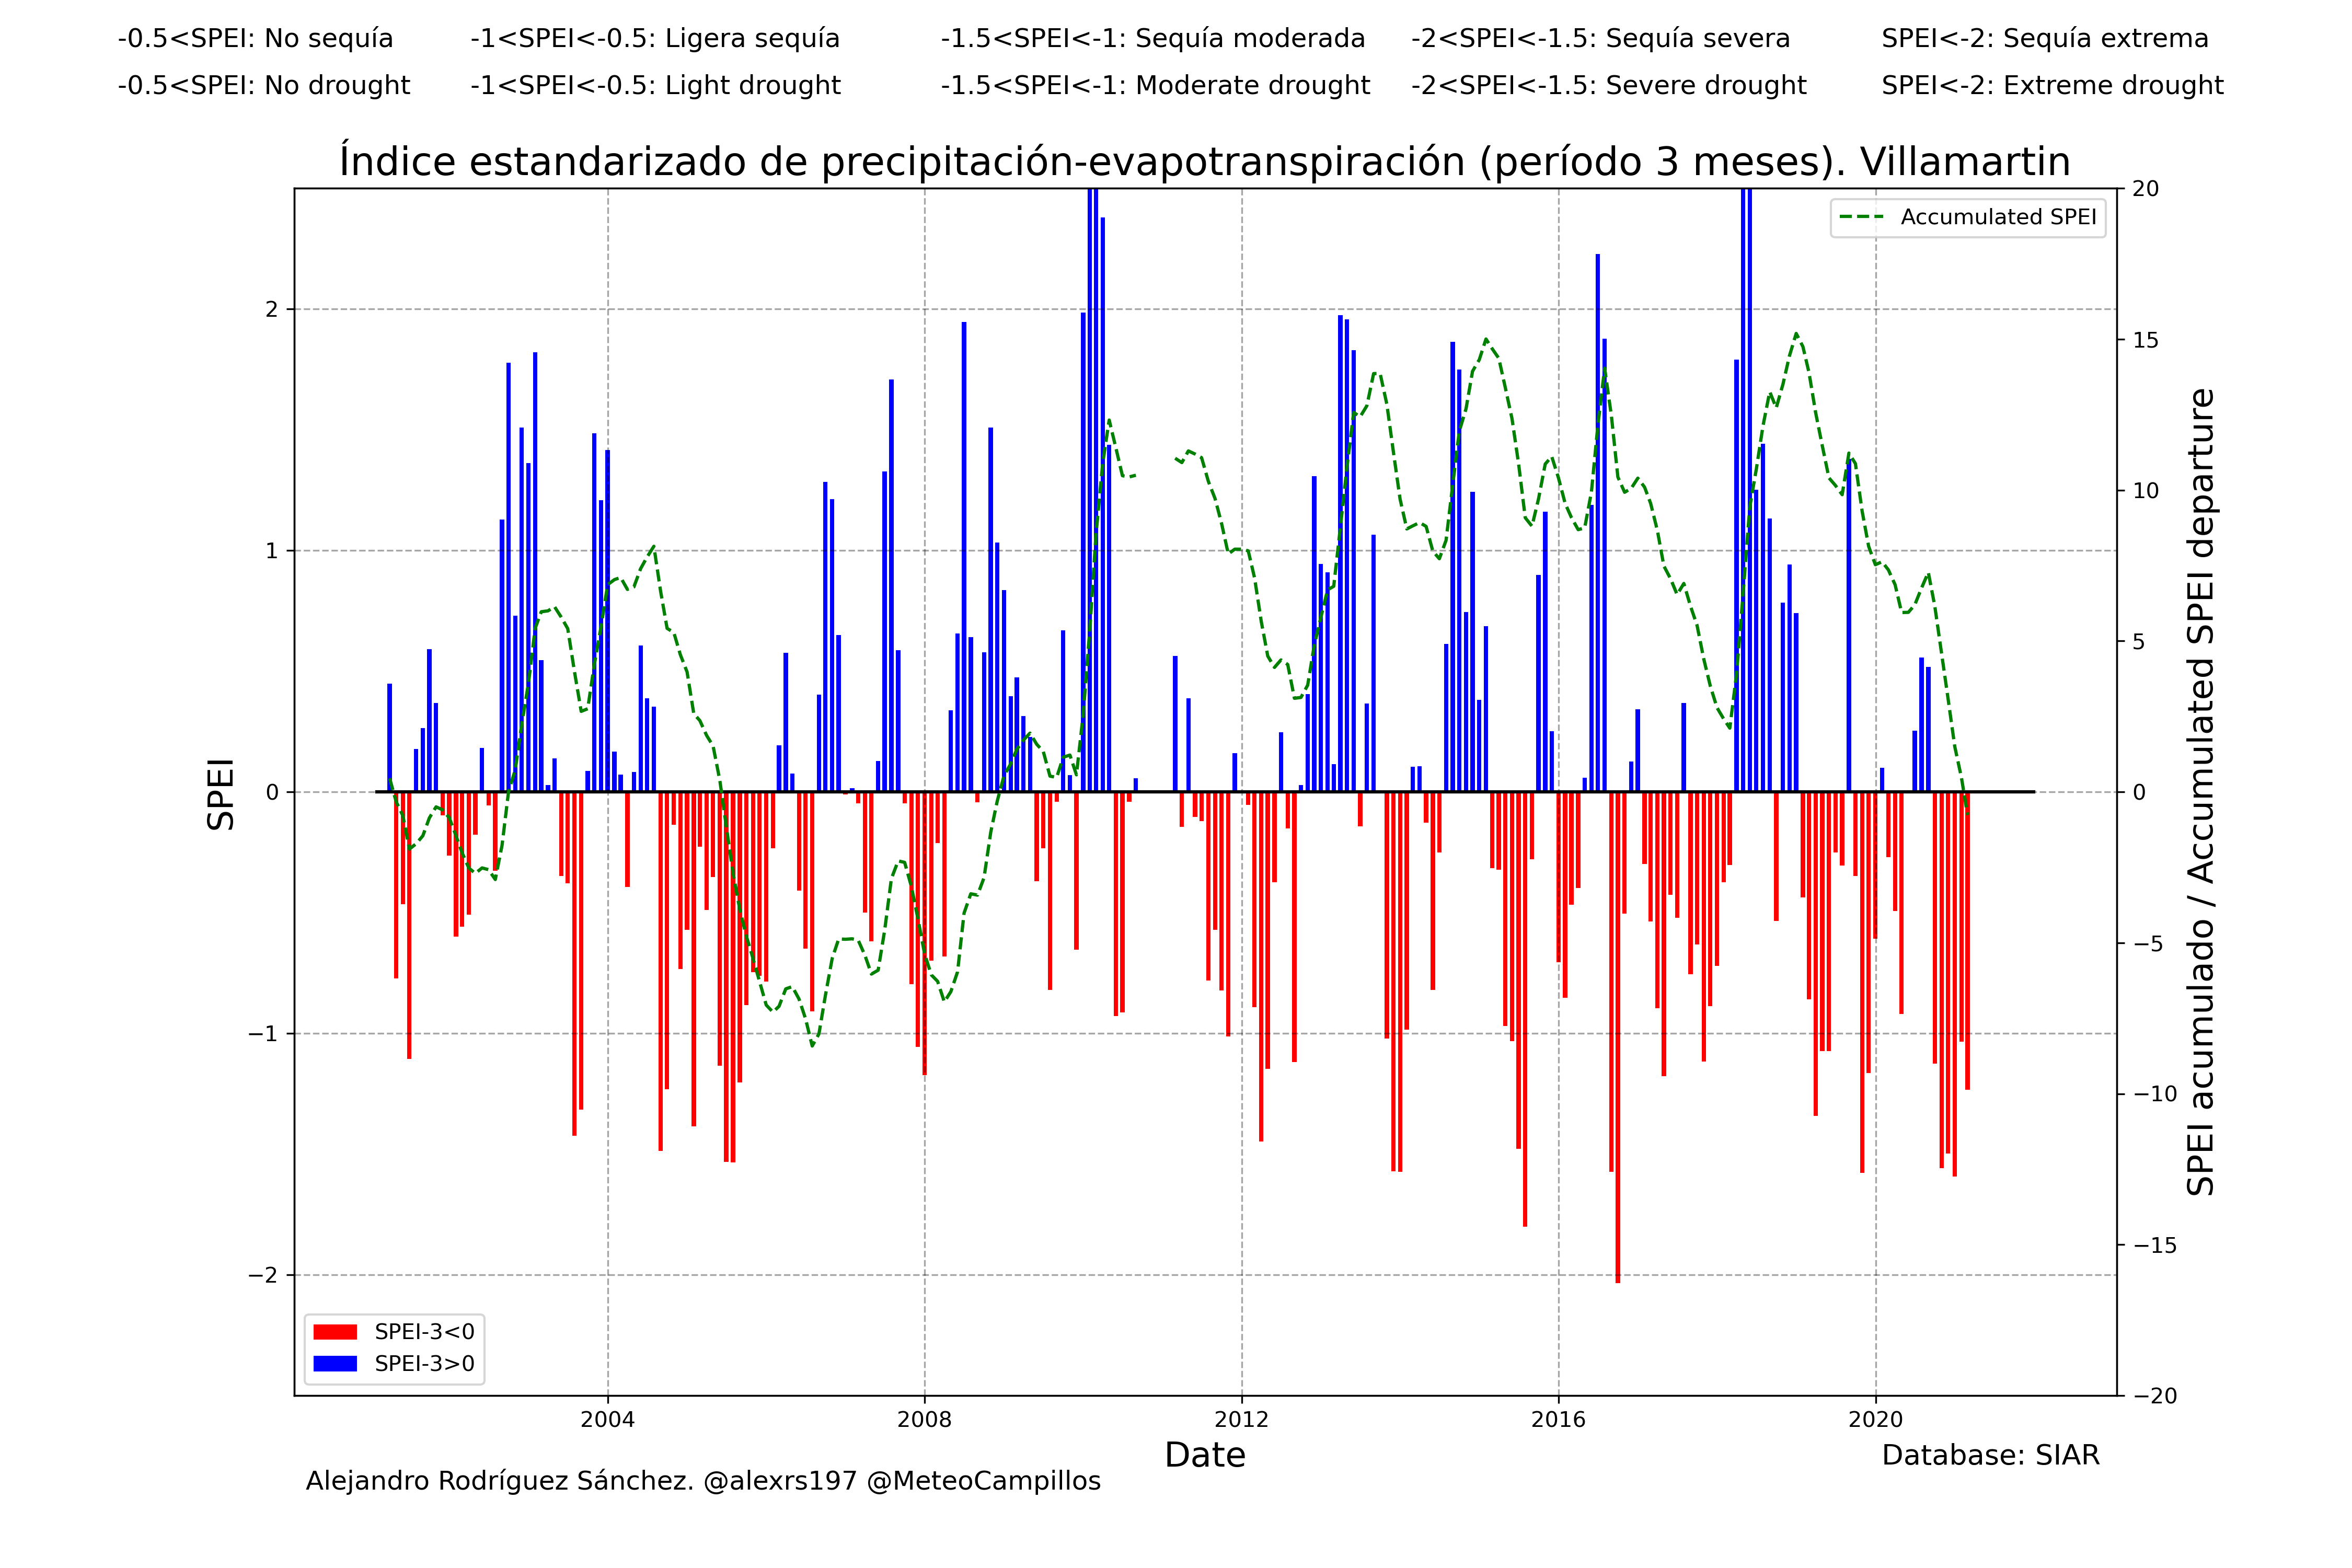 -0.5<SPEI: No sequía -1<SPEI<-0.5: Ligera sequía -1.5<SPEI<-1: Sequía moderada -2<SPEI<-1.5: Sequía severa SPEI<-2: Sequía extrema
-0.5<SPEI: No drought -1<SPEI<-0.5: Light drought -1.5<SPEI<-1: Moderate drought -2<SPEI<-1.5: Severe drought SPEI<-2: Extreme drought
Índice estandarizado de precipitación-evapotranspiración (período 3 meses). Villamartin
Accumulated SPEI
SPEI
2
1
0
−1
−2
20
15
10
5
0
−5
−10
−15
−20
SPEI acumulado / Accumulated SPEI departure
SPEI-3<0
SPEI-3>0
2004 2008 2012 2016 2020
Date
Database: SIAR
Alejandro Rodríguez Sánchez. @alexrs197 @MeteoCampillos